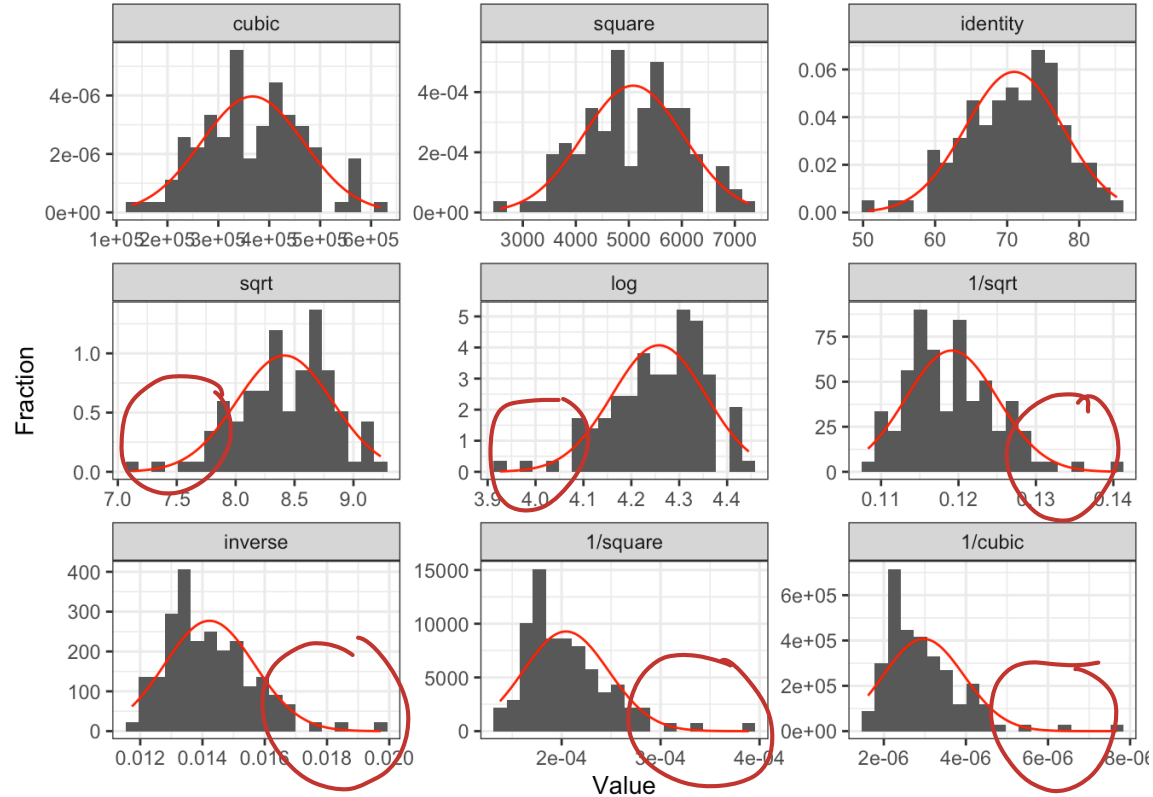 cubic square identity
4e-06 4e-04 0.06
0.04
2e-06 2e-04 0.02
0e+00 0e+00 0.00
1e+05 2e+05 3e+05 4e+05 5e+05 6e+05 3000 4000 5000 6000 7000 50 60 70 80
sqrt log 1/sqrt
Fraction
1.0 5 75
4
0.5 3 50
2
1 25
0.0 0 0
7.0 7.5 8.0 8.5 9.0 3.9 4.0 4.1 4.2 4.3 4.4 0.11 0.12 0.13 0.14
inverse 1/square 1/cubic
400 15000 6e+05
300 10000 4e+05
200
100 5000 2e+05
0 0 0e+00
0.012 0.014 0.016 0.018 0.020 2e-04 3e-04 4e-04 2e-06 4e-06 6e-06 8e-06
Value